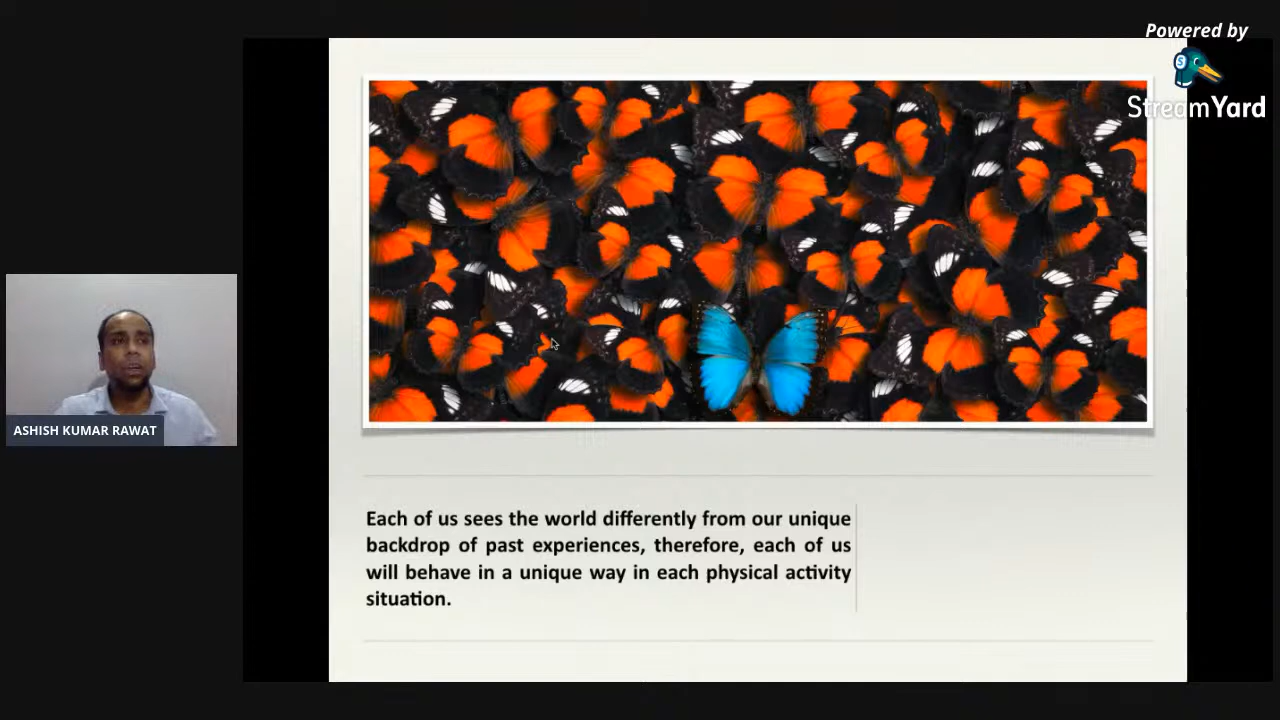 Powered by
StreamYard
ASHISH KUMAR RAWAT
Each of us sees the world differently from our unique
backdrop of past experiences, therefore, each of us
will behave in a unique way in each physical activity
situation.